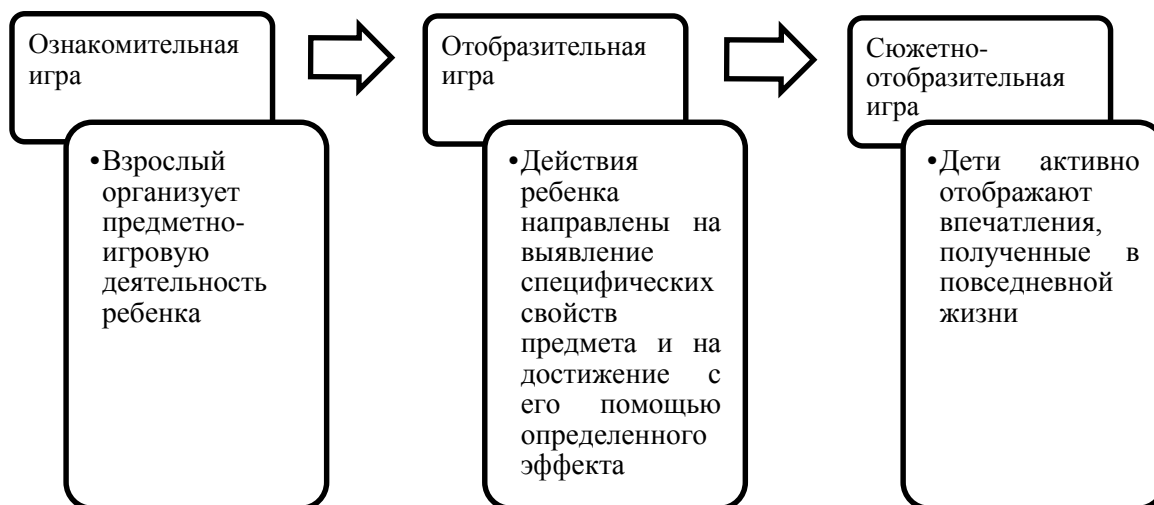 Ознакомительная
игра
•Взрослый
организует
предметно-
игровую
деятельность
ребенка
Отобразительная
игра
•Действия
ребенка
направлены на
выявление
специфических
свойств
предмета и на
достижение с
его помощью
определенного
эффекта
Сюжетно-
отобразительная
игра
•Дети активно
отображают
впечатления,
полученные в
повседневной
жизни